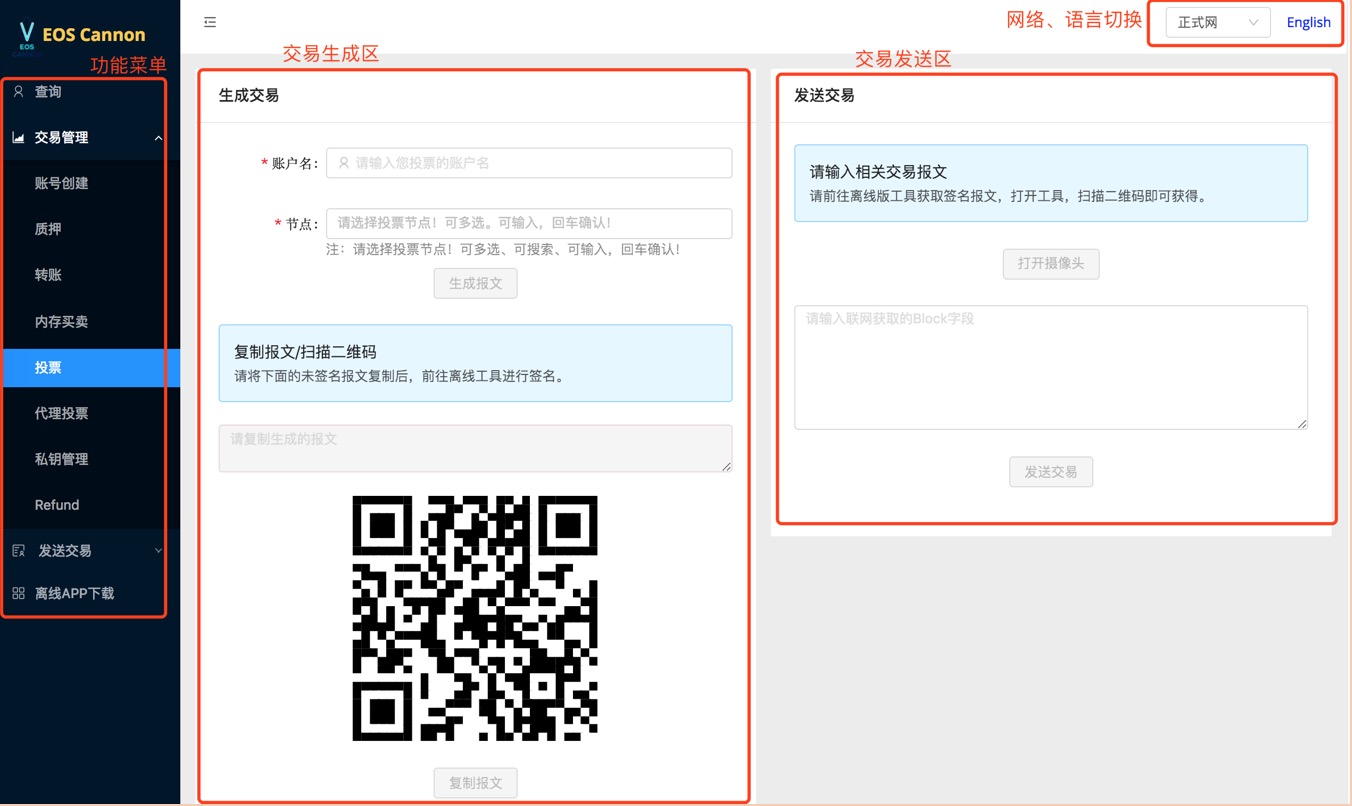 EOS Cannon
V
EOS
功能菜单
查询
交易管理
账号创建
质押
转账
内存买卖
投票
代理投票
私钥管理
Refund
发送交易
离线APP下载
网络、语言切换
正式网
English
交易生成区
生成交易
* 账户名：
请输入您投票的账户名
* 节点：
请选择投票节点！可多选。可输入，回车确认！
注：请选择投票节点！可多选、可搜索、可输入，回车确认！
生成报文
复制报文/扫描二维码
请将下面的未签名报文复制后，前往离线工具进行签名。
请复制生成的报文
复制报文
交易发送区
发送交易
请输入相关交易报文
请前往离线版工具获取签名报文，打开工具，扫描二维码即可获得。
打开摄像头
请输入联网获取的Block字段
发送交易